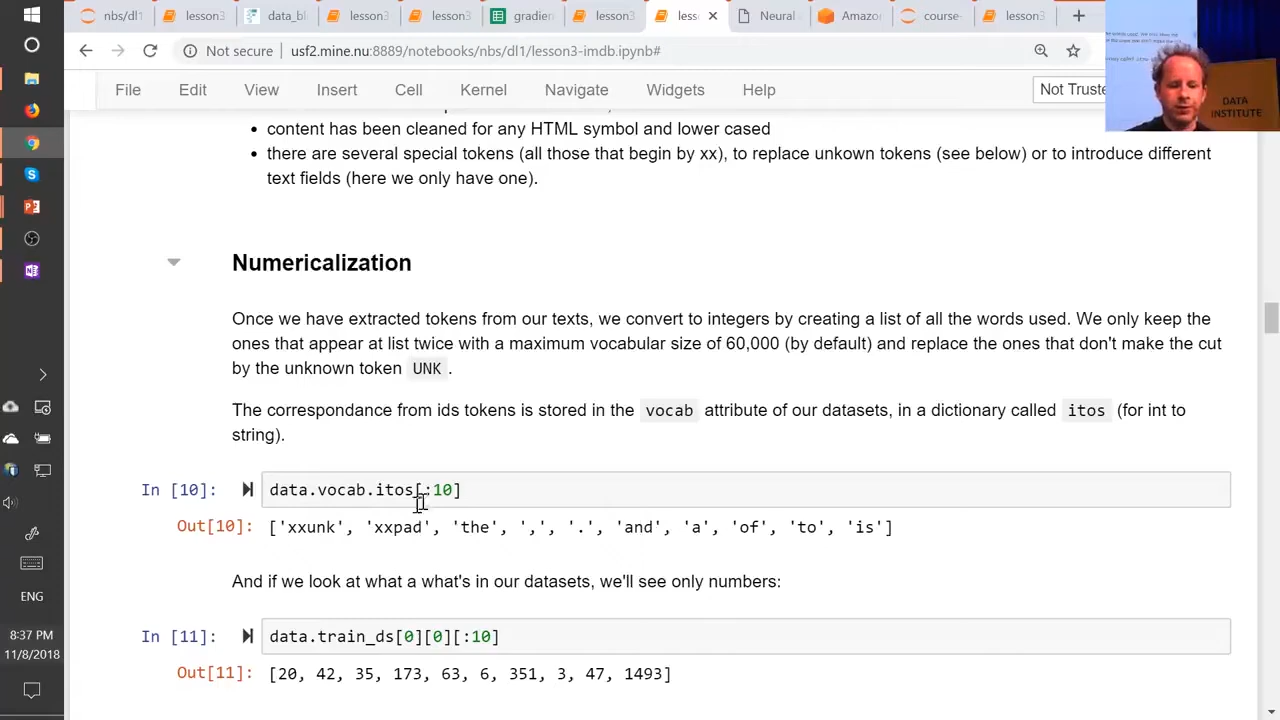 nbs/dl1
lesson3
data_bl
lesson3
lesson3
gradien
lesson3
less
Neural
Amazo
course-
lesson3
Not secure
usf2.mine.nu:8889/notebooks/nbs/dl1/lesson3-imdb.ipynb#
File
Edit
View
Insert
Cell
Kernel
Navigate
Widgets
Help
Not Truste
DATA
INSTITUTE
• content has been cleaned for any HTML symbol and lower cased
• there are several special tokens (all those that begin by xx), to replace unkown tokens (see below) or to introduce different
text fields (here we only have one).
Numericalization
Once we have extracted tokens from our texts, we convert to integers by creating a list of all the words used. We only keep the
ones that appear at list twice with a maximum vocabular size of 60,000 (by default) and replace the ones that don't make the cut
by the unknown token UNK .
The correspondance from ids tokens is stored in the vocab attribute of our datasets, in a dictionary called itos (for int to
string).
In [10]: data.vocab.itos[:10]
Out[10]: ['xxunk', 'xxpad', 'the', ',', '.', 'and', 'a', 'of', 'to', 'is']
And if we look at what a what's in our datasets, we'll see only numbers:
In [11]: data.train_ds[0][0][:10]
Out[11]: [20, 42, 35, 173, 63, 6, 351, 3, 47, 1493]
ENG
8:37 PM
11/8/2018